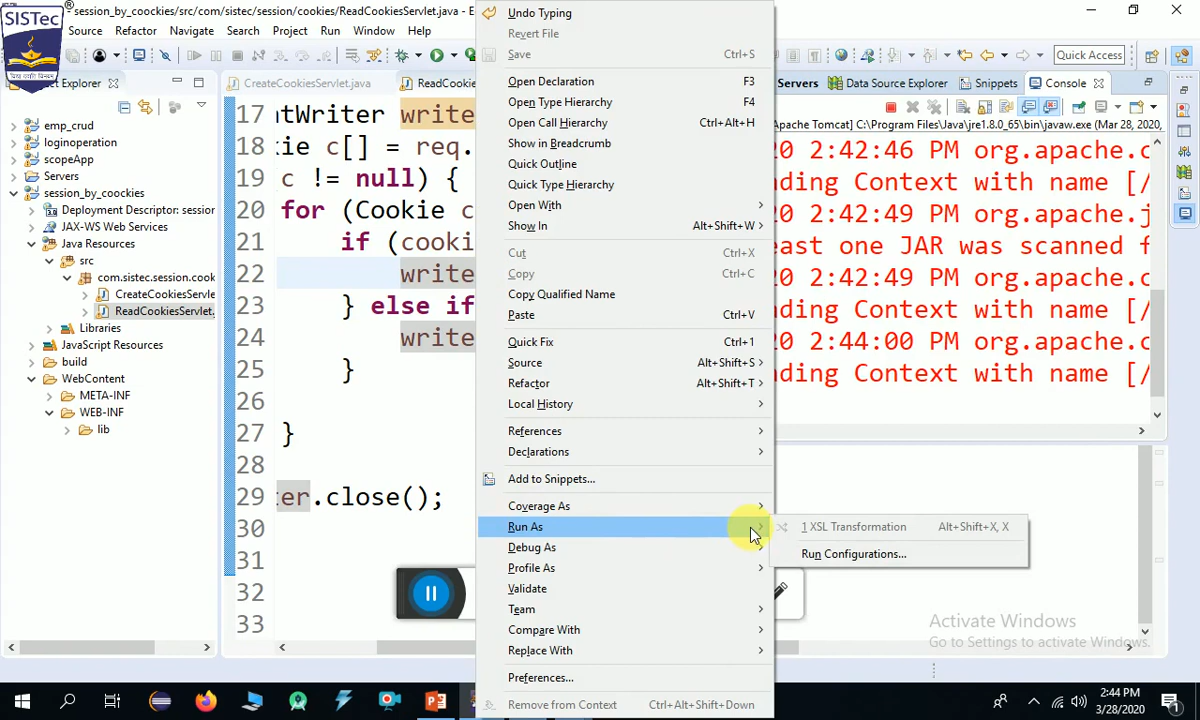 SISTec
session_by_coockies/src/com/sistec/session/cookies/ReadCookiesServlet.java - E
Source Refactor Navigate Search Project Run Window Help
Quick Access
Explorer
CreateCookiesServlet.java
ReadCook
Servers
Data Source Explorer
Snippets
Console
Apache Tomcat] C:\Program Files\Java\jre1.8.0_65\bijavaw.exe (Mar 28, 2020,
emp_crud
loginoperation
scopeApp
Servers
session_by_coockies
Deployment Descriptor: session
JAX-WS Web Services
Java Resources
src
com.sistec.session.cook
CreateCookiesServle
ReadCookiesServlet.
Libraries
JavaScript Resources
build
WebContent
META-INF
WEB-INF
lib
17 tWriter write
18 kie c[] = req.
19 c != null) {
20 for (Cookie c
21 if (cooki
22 write
23 } else if
24 write
25 }
26
27 }
28
29 ter.close();
30
31
32
33
Undo Typing
Revert File
Save Ctrl+S
Open Declaration F3
Open Type Hierarchy F4
Open Call Hierarchy Ctrl+Alt+H
Show in Breadcrumb
Quick Outline
Quick Type Hierarchy
Open With
Show In Alt+Shift+W
Cut Ctrl+X
Copy Ctrl+C
Copy Qualified Name
Paste Ctrl+V
Quick Fix Ctrl+1
Source Alt+Shift+S
Refactor Alt+Shift+T
Local History
References
Declarations
Add to Snippets...
Coverage As
Run As
Debug As
Profile As
Validate
Team
Compare With
Replace With
Preferences...
Remove from Context Ctrl+Alt+Shift+Down
1 XSL Transformation Alt+Shift+X, X
Run Configurations...
20 2:42:46 PM org.apache.c
ding Context with name [/
20 2:42:49 PM org.apache.j
east one JAR was scanned f
20 2:42:49 PM org.apache.c
ding Context with name [/
20 2:44:00 PM org.apache.c
ding Context with name [/
Activate Windows
Go to Settings to activate Windows.
2:44 PM
3/28/2020